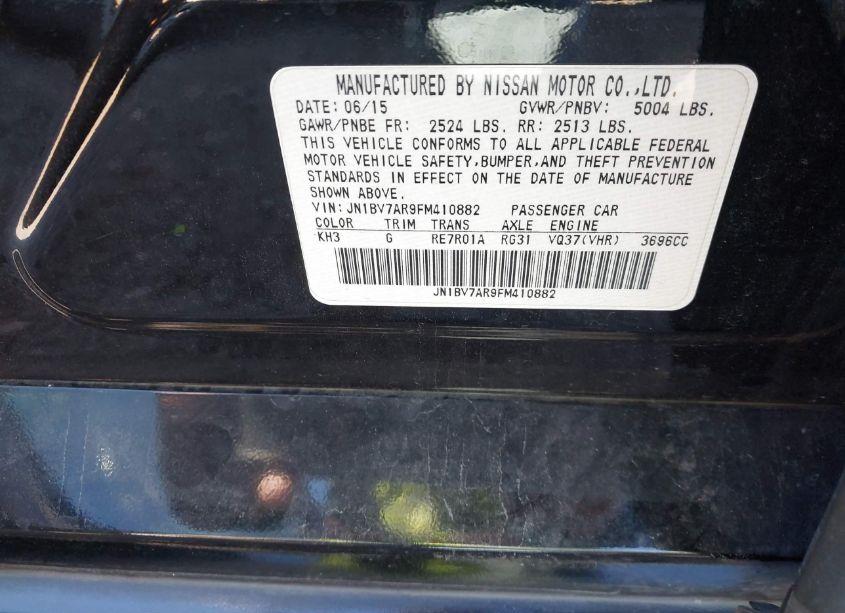 MANUFACTURED BY NISSAN MOTOR CO.,LTD.
DATE: 06/15 GVWR/PNBV: 5004 LBS.
GAWR/PNBE FR: 2524 LBS. RR: 2513 LBS.
THIS VEHICLE CONFORMS TO ALL APPLICABLE FEDERAL
MOTOR VEHICLE SAFETY,BUMPER,AND THEFT PREVENTION
STANDARDS IN EFFECT ON THE DATE OF MANUFACTURE
SHOWN ABOVE.
VIN: JN1BV7AR9FM410882 PASSENGER CAR
COLOR TRIM TRANS AXLE ENGINE
KH3 G RE7R01A RG31 VQ37(VHR) 3696CC
JN1BV7AR9FM410882